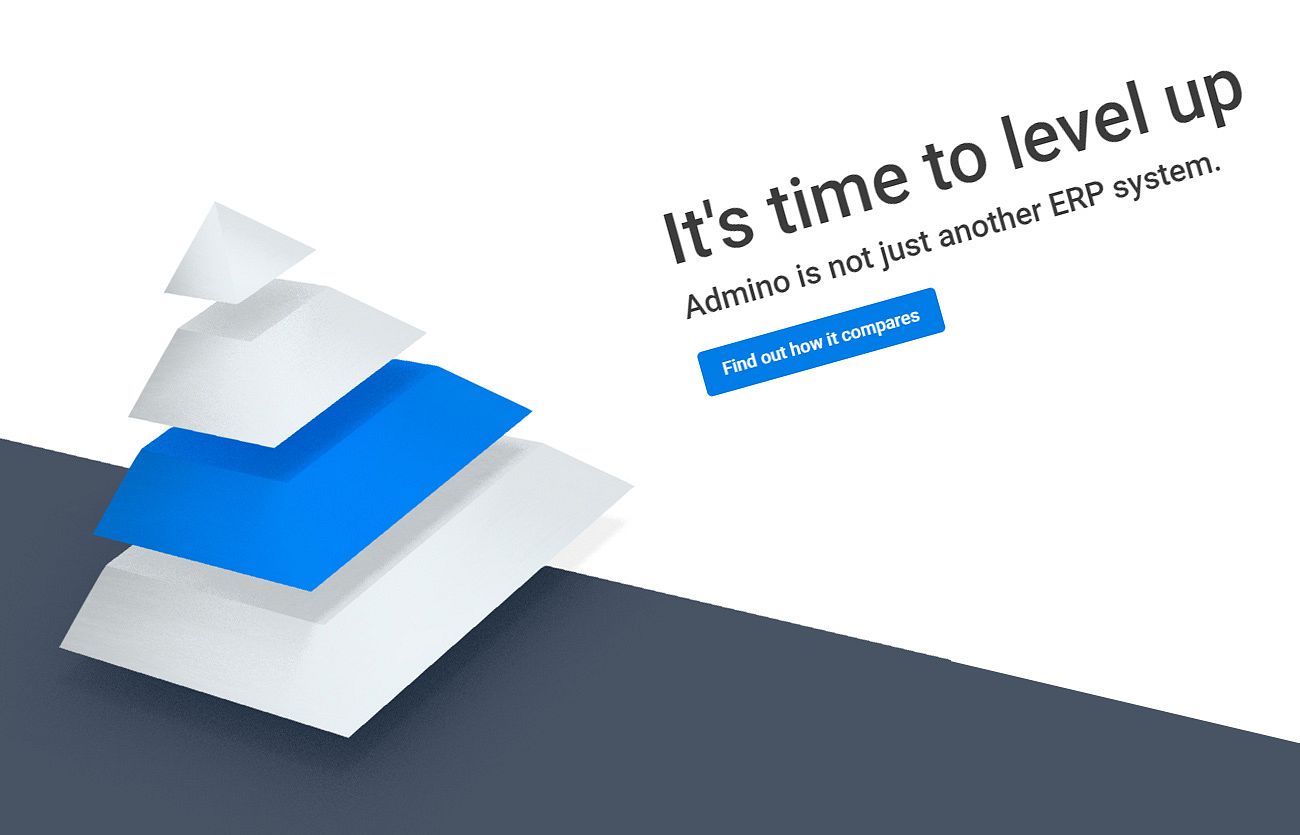 It's time to level up
Admino is not just another ERP system.
Find out how it compares